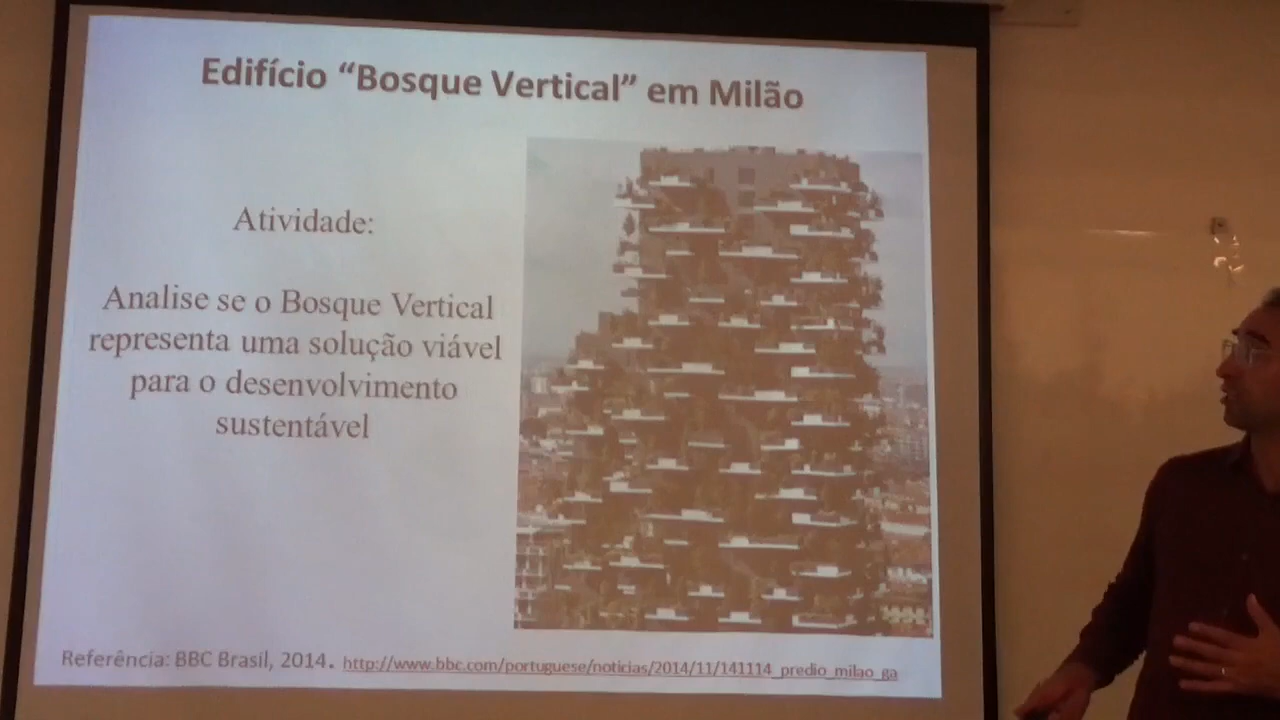 Edifício “Bosque Vertical” em Milão
Atividade:
Analise se o Bosque Vertical
representa uma solução viável
para o desenvolvimento
sustentável
Referência: BBC Brasil, 2014. http://www.bbc.com/portuguese/noticias/2014/11/141114_predio_milao_ga